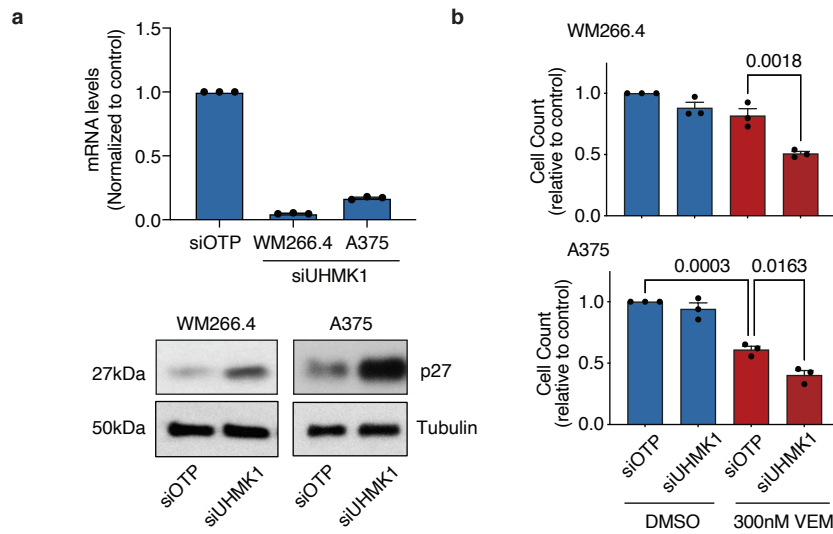 a
mRNA levels
(Normalized to control)
1.0
0.5
0.0
siOTP
WM266.4
A375
siUHMK1
WM266.4
A375
27kDa
p27
50kDa
Tubulin
siOTP
siUHMK1
siOTP
siUHMK1
b
WM266.4
0.0018
Cell Count
(relative to control)
1.0
0.5
0.0
A375
0.0003
0.0163
Cell Count
(relative to control)
1.0
0.5
0.0
siOTP
siUHMK1
siOTP
siUHMK1
DMSO
300nM VEM